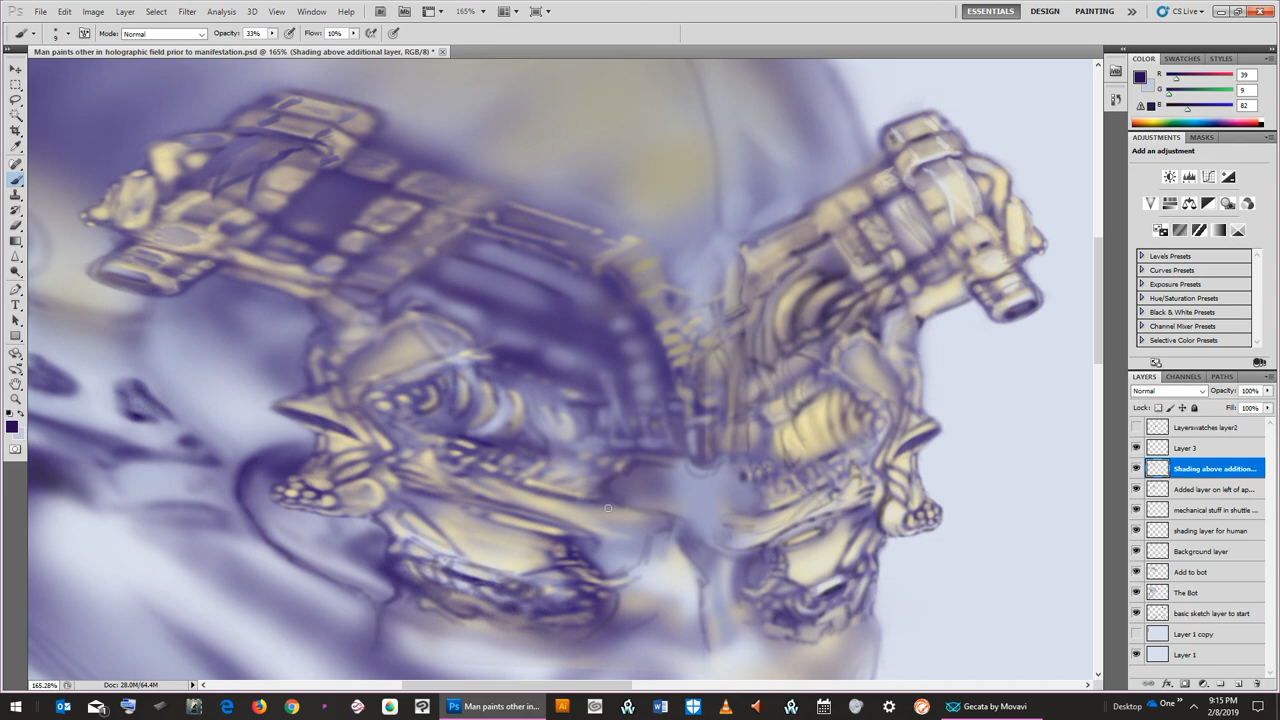 PS File Edit Image Layer Select Filter Analysis 3D View Window Help Br Mb 165% ESSENTIALS DESIGN PAINTING CS Live
9 Mode: Normal Opacity: 33% Flow: 10%
Man paints other in holographic field prior to manifestation.psd @ 165% (Shading above additional layer, RGB/8) *
COLOR SWATCHES STYLES
R 39
G 9
B 82
ADJUSTMENTS MASKS
Add an adjustment
Levels Presets
Curves Presets
Exposure Presets
Hue/Saturation Presets
Black & White Presets
Channel Mixer Presets
Selective Color Presets
LAYERS CHANNELS PATHS
Normal Opacity: 100%
Lock: Fill: 100%
Layerswatches layer2
Layer 3
Shading above addition...
Added layer on left of ap...
mechanical stuff in shuttle ...
shading layer for human
Background layer
Add to bot
The Bot
basic sketch layer to start
Layer 1 copy
Layer 1
165.28% Doc: 28.0M/64.4M
Man paints other in... Gecata by Movavi Desktop One 9:15 PM
2/8/2019